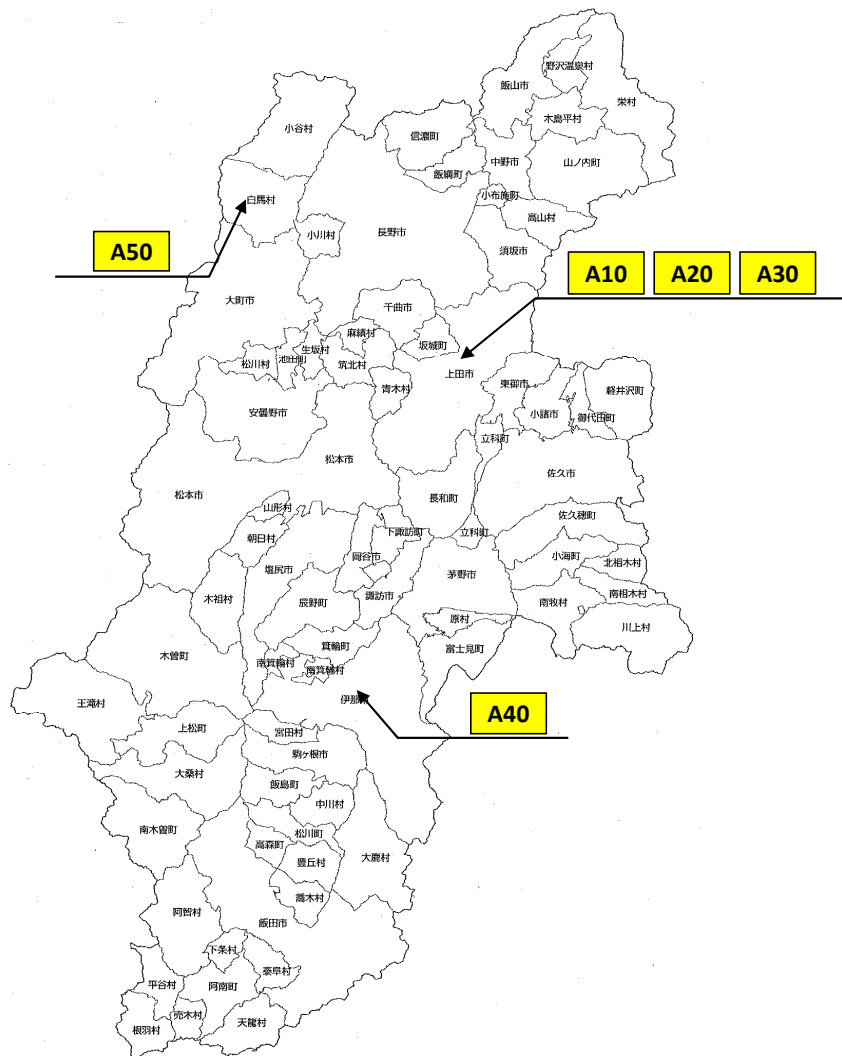 野沢温泉村
飯山市
栄村
木島平村
小谷村
信濃町
中野市
山ノ内町
飯綱町
白馬村
小布施町
高山村
小川村
長野市
須坂市
A50
A10 A20 A30
大町市
千曲市
麻績村
坂城町
生坂村
池田町
松川村
筑北村
上田市
青木村
東御市
軽井沢町
小諸市
御代田町
安曇野市
立科町
松本市
佐久市
松本市
長和町
山形村
佐久穂町
朝日村
下諏訪町
立科町
岡谷市
小海町
北相木村
塩尻市
茅野市
木祖村
辰野町
諏訪市
南牧村
南相木村
原村
川上村
箕輪町
富士見町
木曽町
南箕輪村
南箕輪村
王滝村
伊那
A40
上松町
宮田村
駒ヶ根市
大桑村
飯島町
中川村
南木曽町
松川町
高森町
豊丘村
大鹿村
喬木村
阿智村
飯田市
下条村
泰阜村
平谷村
阿南町
売木村
天龍村
根羽村